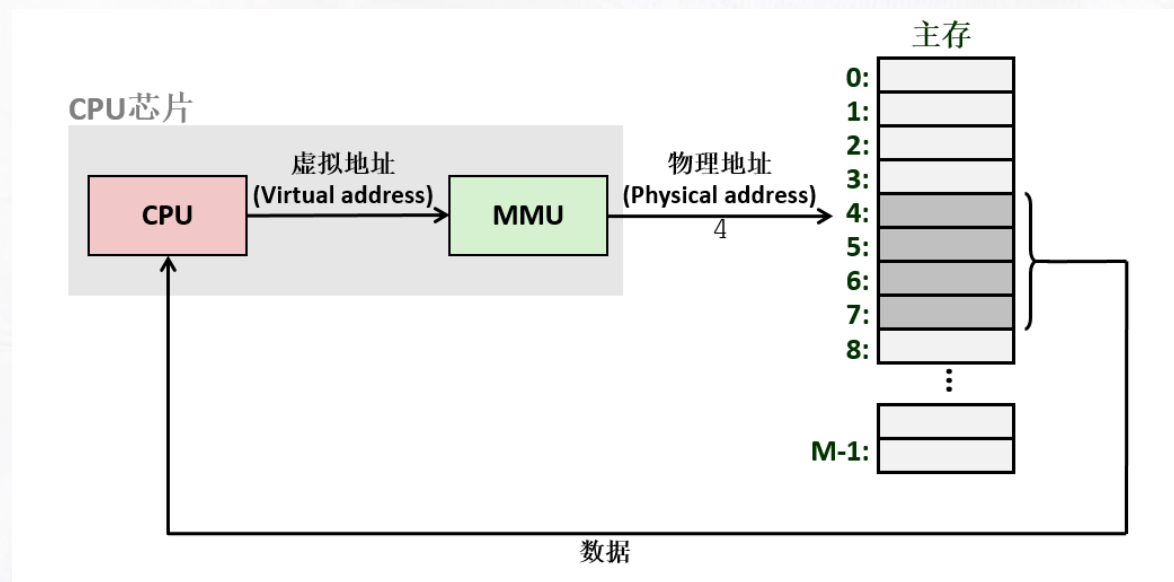 主存
CPU芯片
虚拟地址
(Virtual address)
物理地址
(Physical address)
4
CPU
MMU
0:
1:
2:
3:
4:
5:
6:
7:
8:
⋮
M-1:
数据